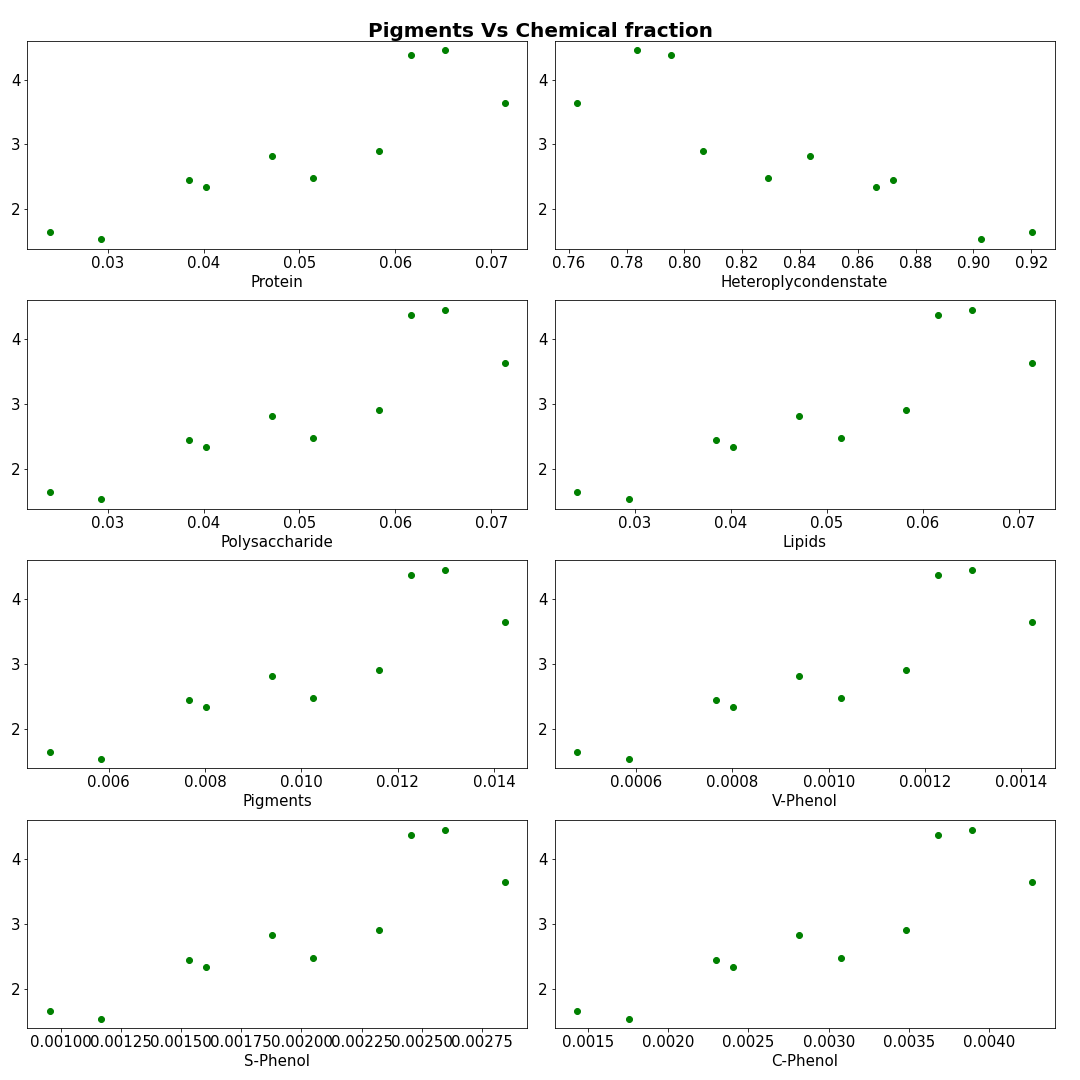 Pigments Vs Chemical fraction
4
3
2
0.03 0.04 0.05 0.06 0.07
Protein
4
3
2
0.76 0.78 0.80 0.82 0.84 0.86 0.88 0.90 0.92
Heteroplycondenstate
4
3
2
0.03 0.04 0.05 0.06 0.07
Polysaccharide
4
3
2
0.03 0.04 0.05 0.06 0.07
Lipids
4
3
2
0.006 0.008 0.010 0.012 0.014
Pigments
4
3
2
0.0006 0.0008 0.0010 0.0012 0.0014
V-Phenol
4
3
2
0.00100 0.00125 0.00150 0.00175 0.00200 0.00225 0.00250 0.00275
S-Phenol
4
3
2
0.0015 0.0020 0.0025 0.0030 0.0035 0.0040
C-Phenol